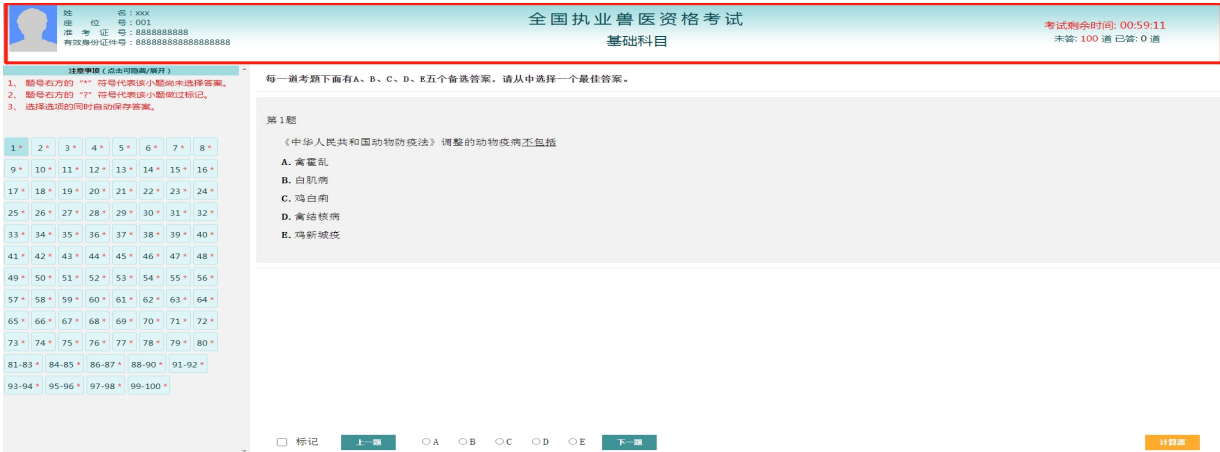 姓 名：xxx
座 位 号：001
准 考 证 号：8888888888
有效身份证件号：888888888888888888
全国执业兽医资格考试
基础科目
考试剩余时间: 00:59:11
未答: 100 道 已答: 0 道
注意事项（点击可隐藏/展开）
1、 题号右方的 “*” 符号代表该小题尚未选择答案。
2、 题号右方的 “?” 符号代表该小题做过标记。
3、 选择选项的同时自动保存答案。
1 * 2 * 3 * 4 * 5 * 6 * 7 * 8 *
9 * 10 * 11 * 12 * 13 * 14 * 15 * 16 *
17 * 18 * 19 * 20 * 21 * 22 * 23 * 24 *
25 * 26 * 27 * 28 * 29 * 30 * 31 * 32 *
33 * 34 * 35 * 36 * 37 * 38 * 39 * 40 *
41 * 42 * 43 * 44 * 45 * 46 * 47 * 48 *
49 * 50 * 51 * 52 * 53 * 54 * 55 * 56 *
57 * 58 * 59 * 60 * 61 * 62 * 63 * 64 *
65 * 66 * 67 * 68 * 69 * 70 * 71 * 72 *
73 * 74 * 75 * 76 * 77 * 78 * 79 * 80 *
81-83 * 84-85 * 86-87 * 88-90 * 91-92 *
93-94 * 95-96 * 97-98 * 99-100 *
每一道考题下面有A、B、C、D、E五个备选答案，请从中选择一个最佳答案。
第1题
《中华人民共和国动物防疫法》调整的动物疫病不包括
A. 禽霍乱
B. 白肌病
C. 鸡白痢
D. 禽结核病
E. 鸡新城疫
标记 上一题 A B C D E 下一题 计算器